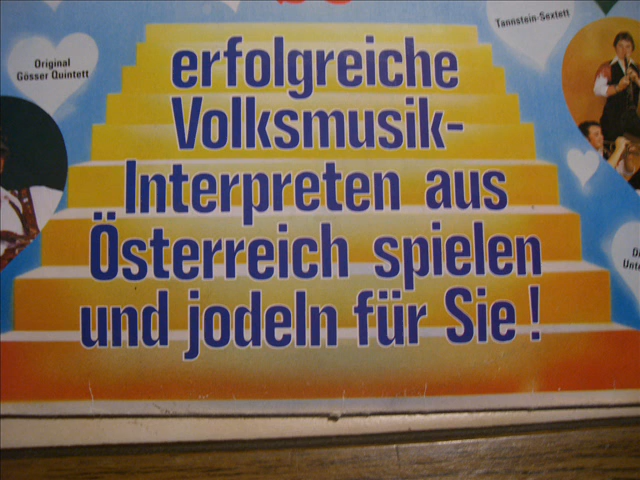 Tannstein-Sextett
Original
Gösser Quintett
erfolgreiche
Volksmusik-
Interpreten aus
Österreich spielen
und jodeln für Sie!